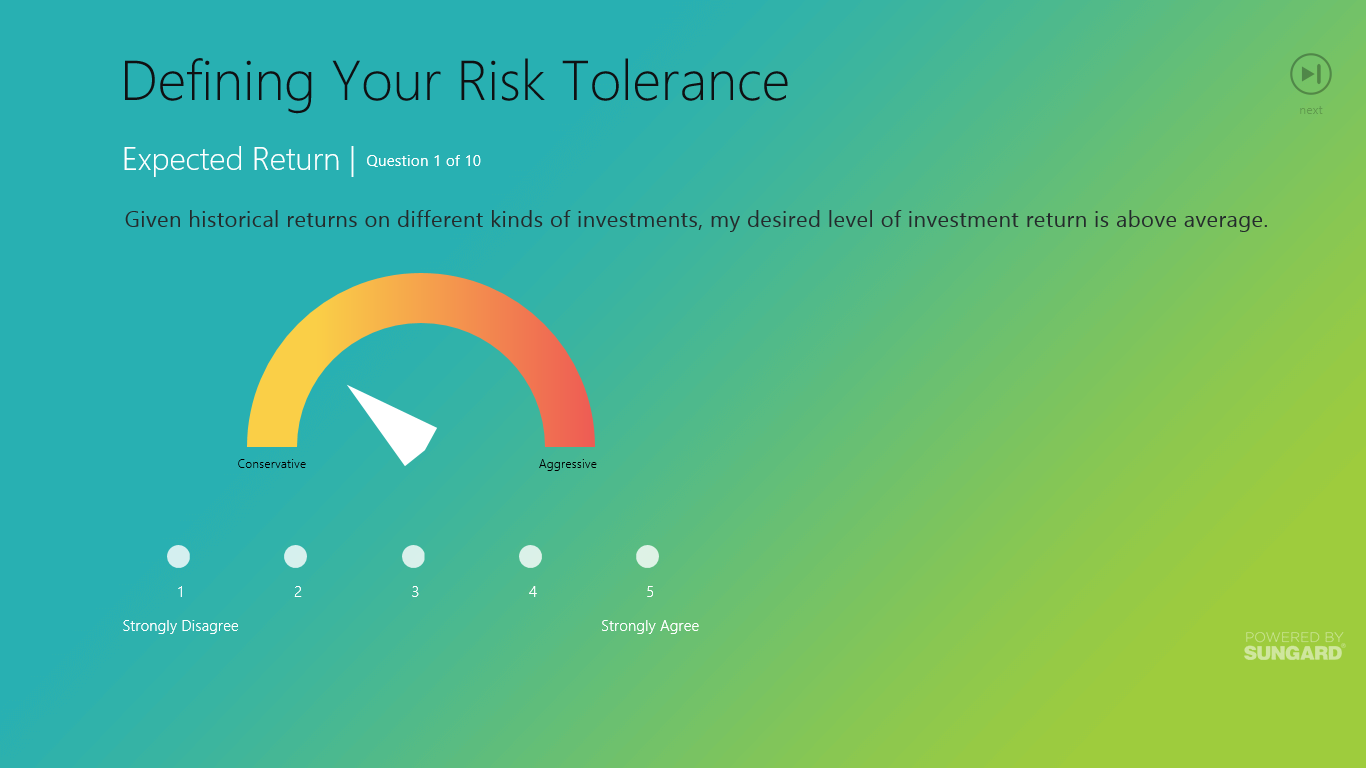 Defining Your Risk Tolerance
next
Expected Return | Question 1 of 10
Given historical returns on different kinds of investments, my desired level of investment return is above average.
Conservative Aggressive
1 2 3 4 5
Strongly Disagree Strongly Agree
POWERED BY
SUNGARD®